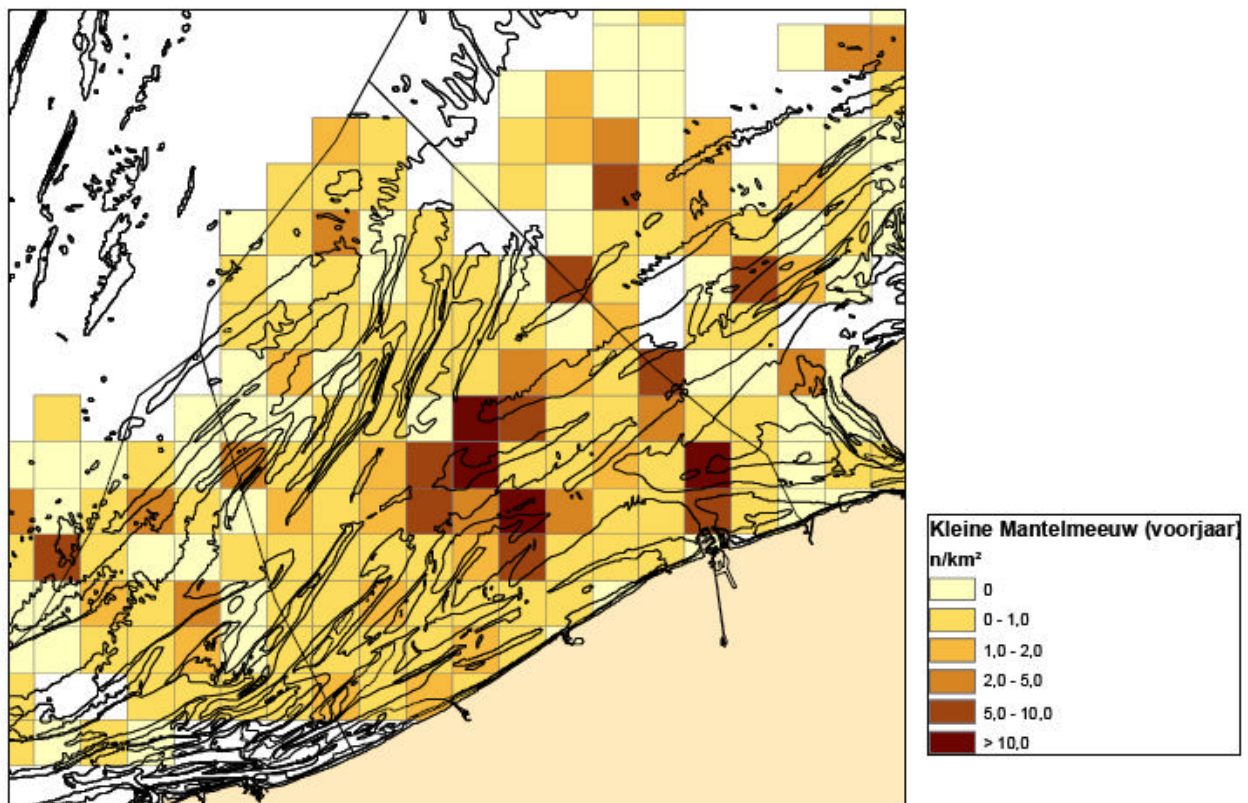 Kleine Mantelmeeuw (voorjaar)
n/km²
0
0 - 1,0
1,0 - 2,0
2,0 - 5,0
5,0 - 10,0
> 10,0